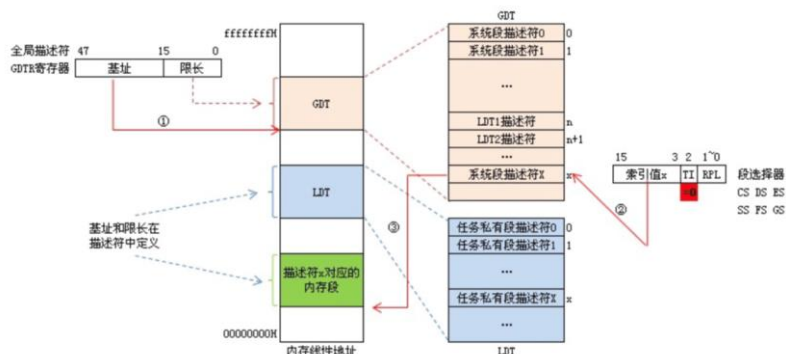 GDT
ffffffffH
系统段描述符0 0
系统段描述符1 1
全局描述符 47 15 0
GDTR寄存器 基址 限长
...
GDT
①
LDT1描述符 n
LDT2描述符 n+1
...
系统段描述符X x
15 3 2 1~0
索引值x TI RPL 段选择器
=0 CS DS ES
SS FS GS
②
LDT
③
基址和限长在
描述符中定义
任务私有段描述符0 0
任务私有段描述符1 1
...
描述符x对应的
内存段
任务私有段描述符X x
...
00000000H
内存线性地址
LDT